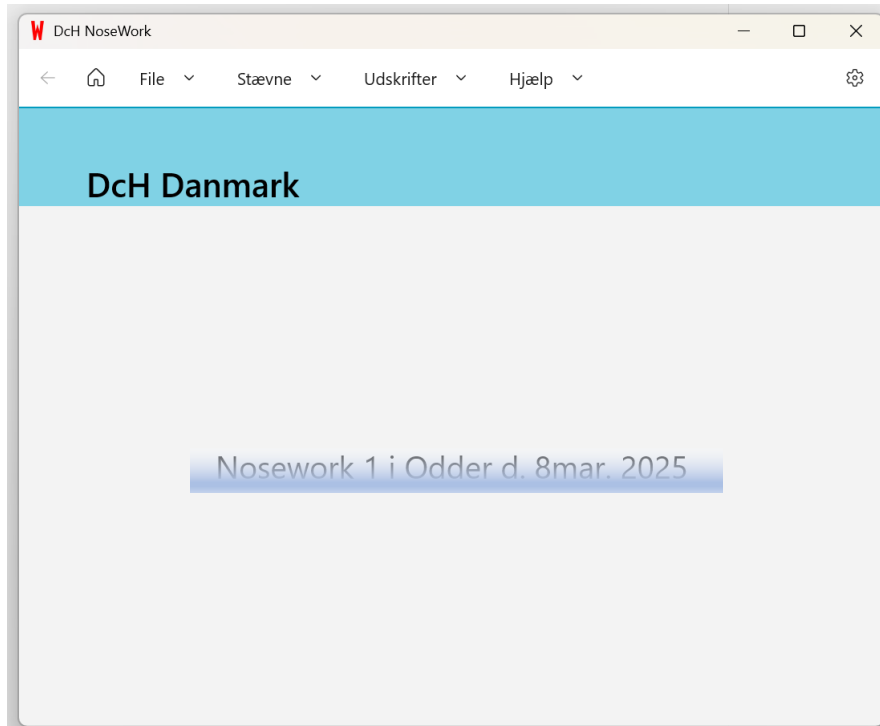 DcH NoseWork
File Stævne Udskrifter Hjælp
DcH Danmark
Nosework 1 i Odder d. 8mar. 2025